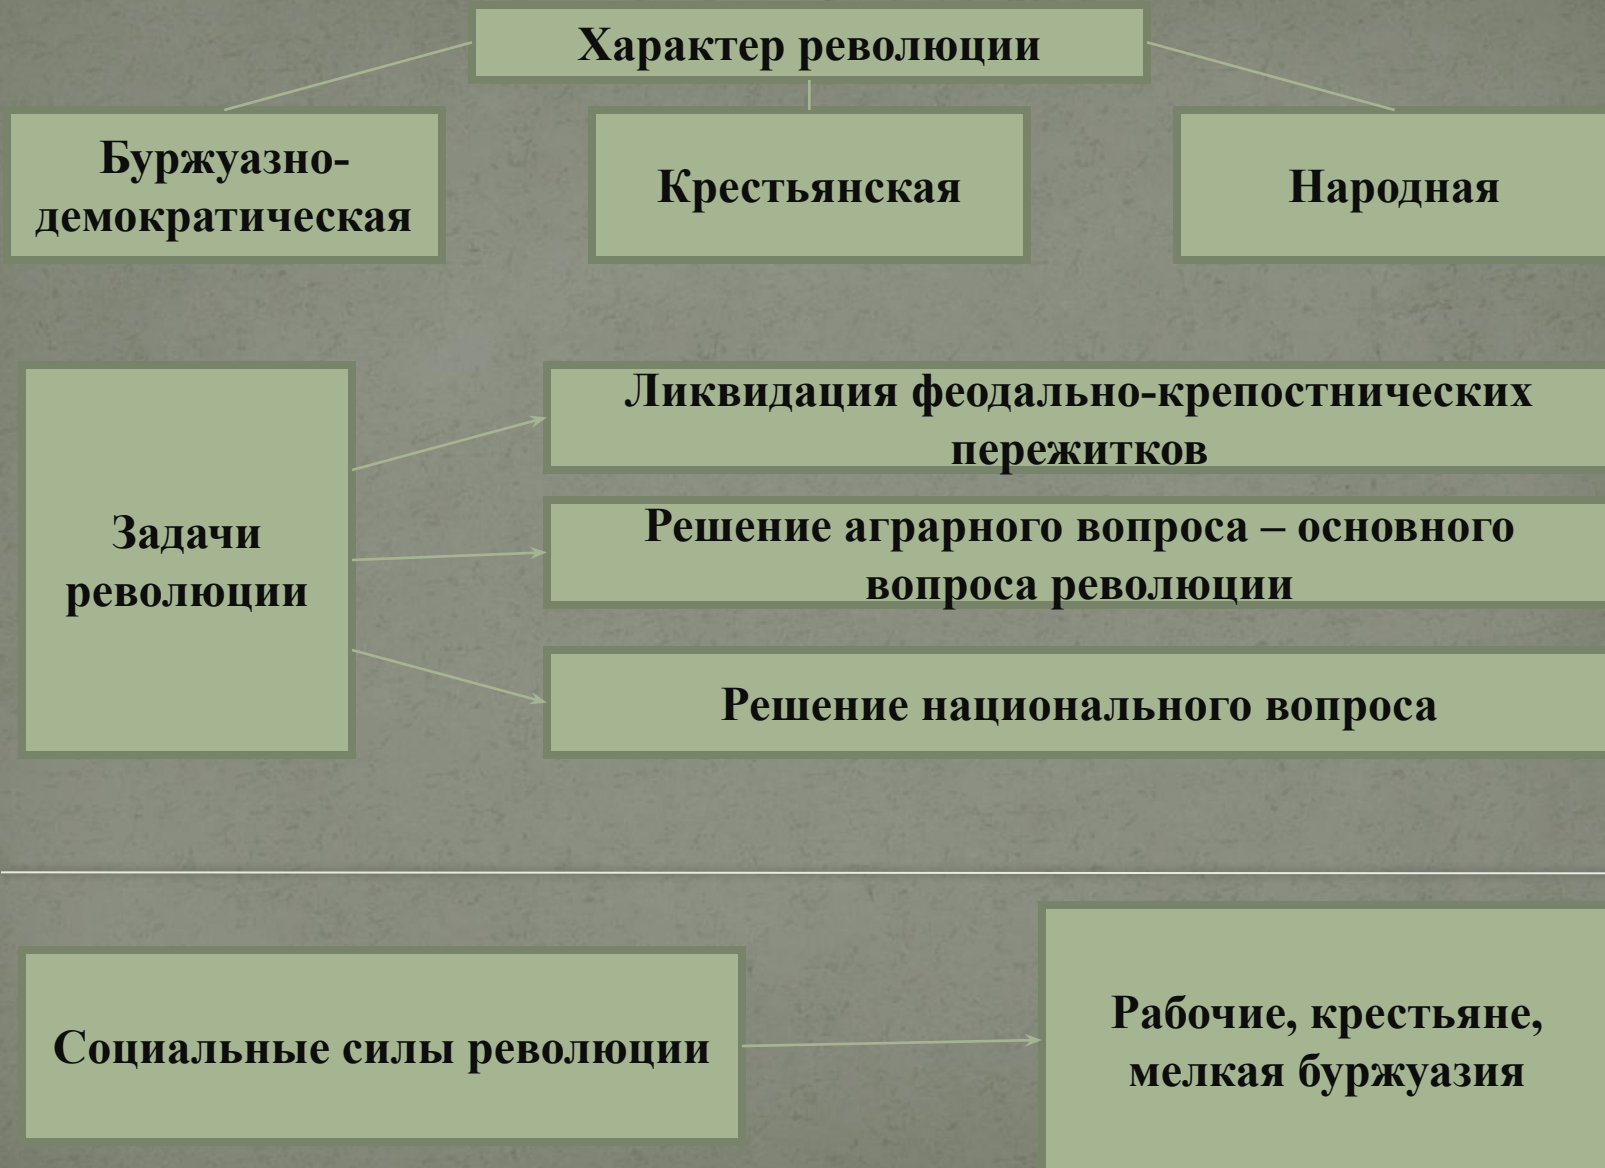 Характер революции
Буржуазно-
демократическая
Крестьянская
Народная
Задачи
революции
Ликвидация феодально-крепостнических
пережитков
Решение аграрного вопроса – основного
вопроса революции
Решение национального вопроса
Социальные силы революции
Рабочие, крестьяне,
мелкая буржуазия